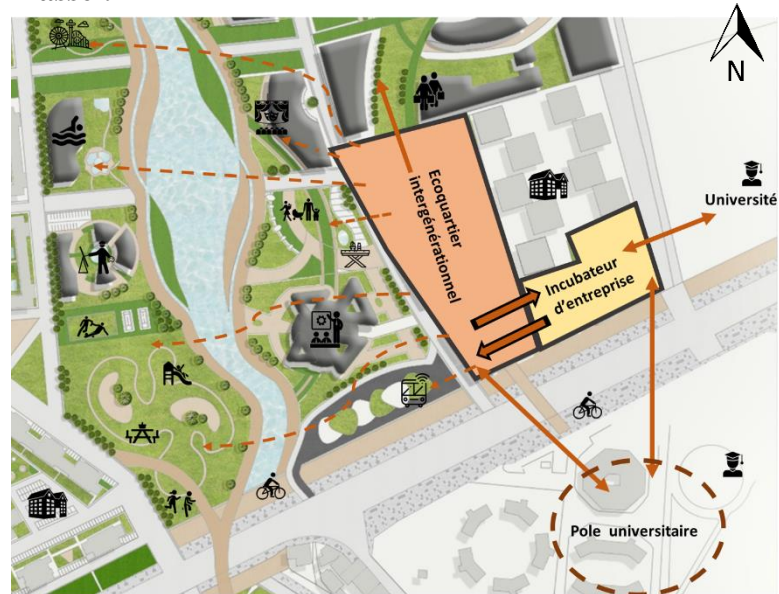 N
Université
Ecoquartier
intergénérationnel
Incubateur
d'entreprise
Pole universitaire